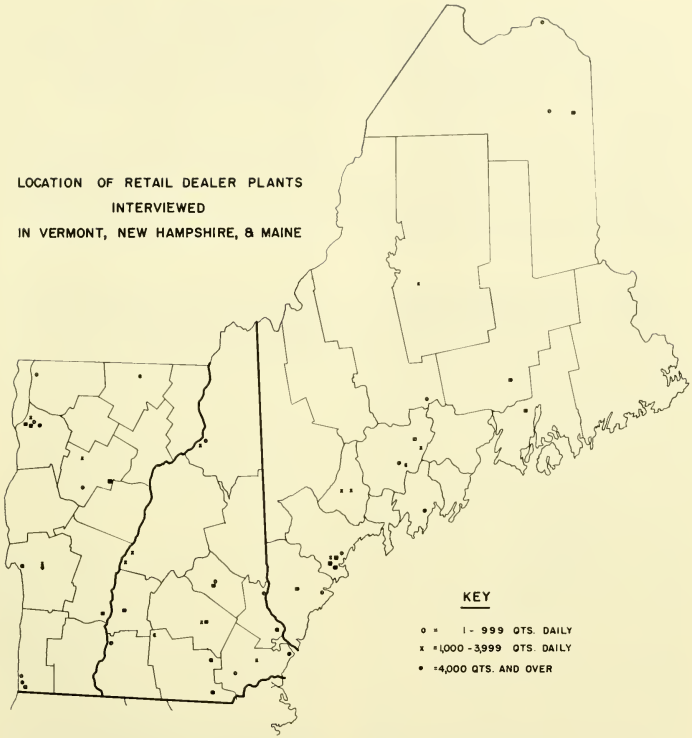 LOCATION OF RETAIL DEALER PLANTS
INTERVIEWED
IN VERMONT, NEW HAMPSHIRE, & MAINE
KEY
o = 1 - 999 QTS. DAILY
x = 1,000 - 3,999 QTS. DAILY
• = 4,000 QTS. AND OVER